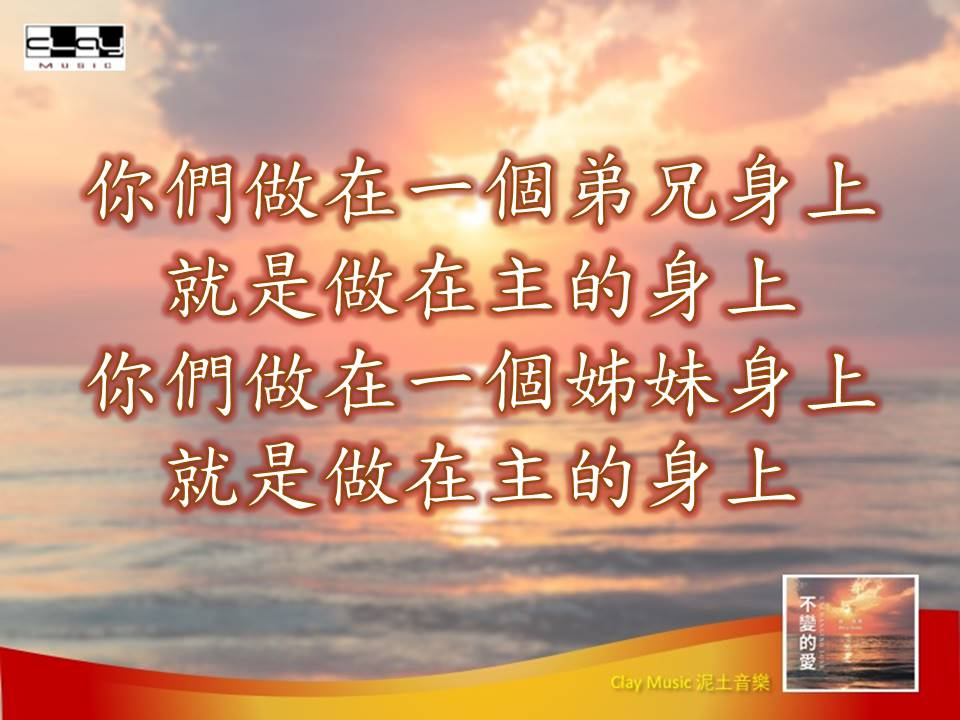 CLay
MUSIC
你們做在一個弟兄身上
就是做在主的身上
你們做在一個姊妹身上
就是做在主的身上
不變的愛
Clay Music 泥土音樂